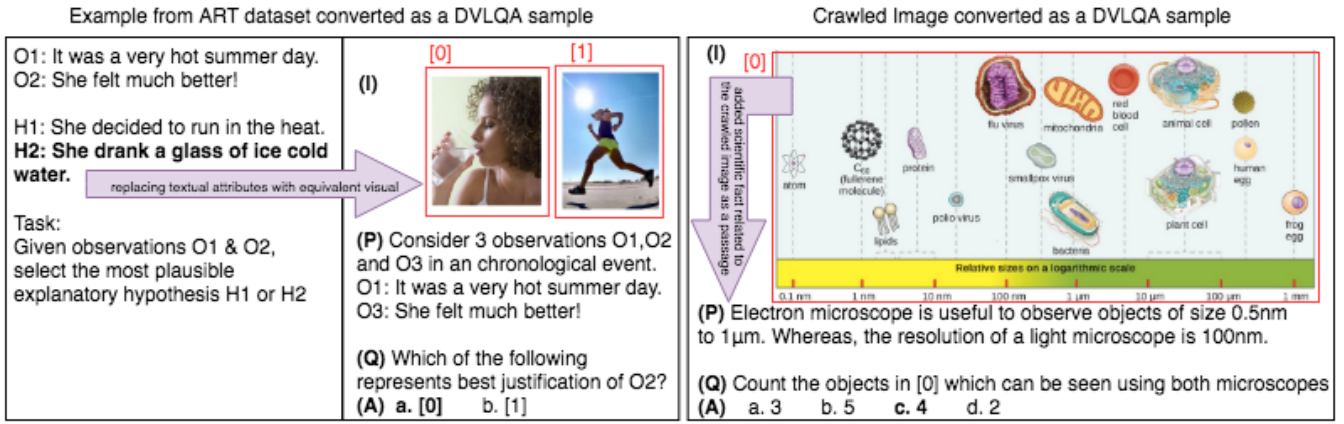 Example from ART dataset converted as a DVLQA sample
O1: It was a very hot summer day.
O2: She felt much better!
H1: She decided to run in the heat.
H2: She drank a glass of ice cold
water.
replacing textual attributes with equivalent visual
Task:
Given observations O1 & O2,
select the most plausible
explanatory hypothesis H1 or H2
(I)
[0]
[1]
(P) Consider 3 observations O1,O2
and O3 in an chronological event.
O1: It was a very hot summer day.
O3: She felt much better!
(Q) Which of the following
represents best justification of O2?
(A) a. [0] b. [1]
Crawled Image converted as a DVLQA sample
(I)
[0]
added scientific fact related to
the crawled image as a passage
atom
C60
(fullerene
molecule)
lipids
protein
polio virus
flu virus
smallpox virus
mitochondria
bacteria
red
blood
cell
animal cell
plant cell
pollen
human
egg
frog
egg
Relative sizes on a logarithmic scale
0.1 nm 1 nm 10 nm 100 nm 1 μm 10 μm 100 μm 1 mm
(P) Electron microscope is useful to observe objects of size 0.5nm
to 1μm. Whereas, the resolution of a light microscope is 100nm.
(Q) Count the objects in [0] which can be seen using both microscopes
(A) a. 3 b. 5 c. 4 d. 2